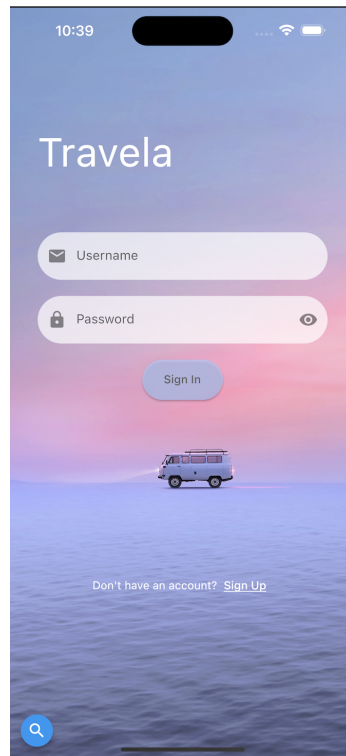 10:39
Travela
Username
Password
Sign In
Don't have an account? Sign Up